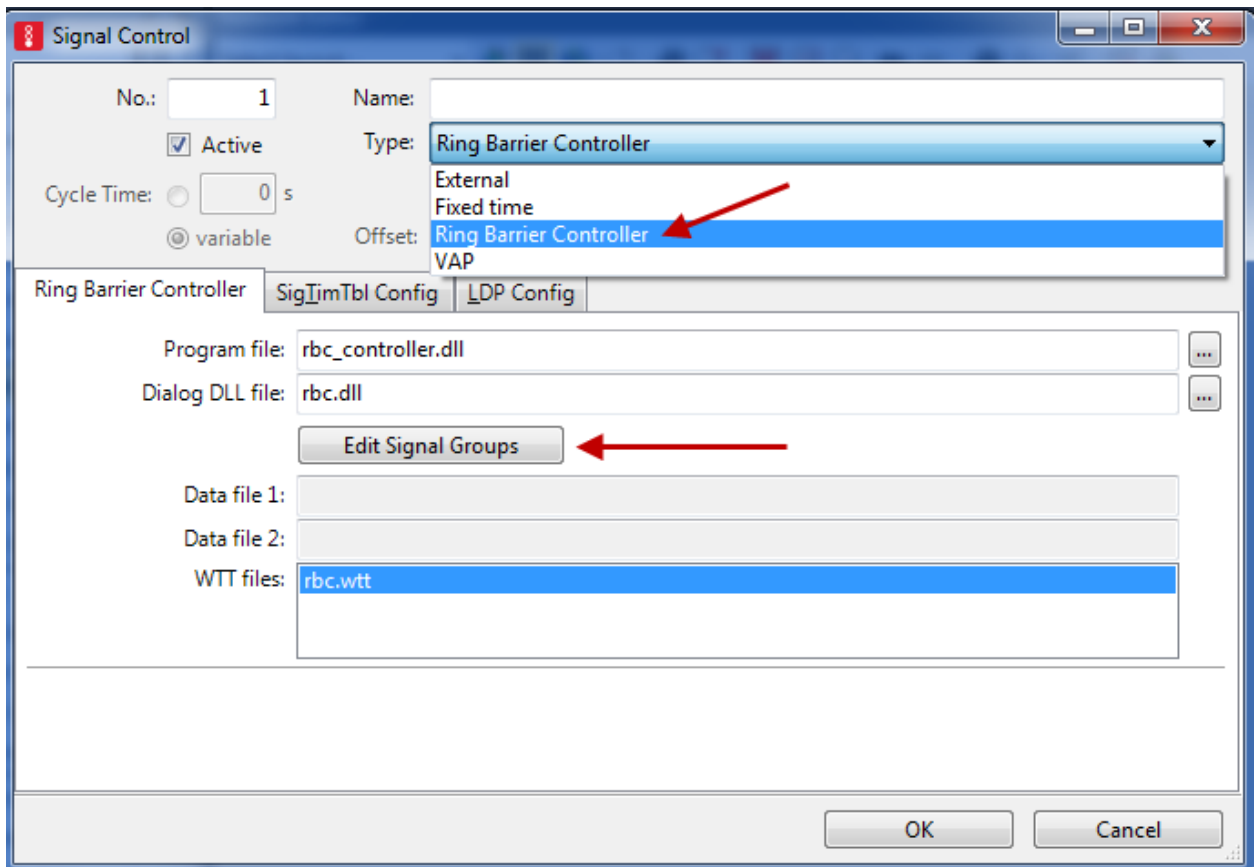 Signal Control
No.: 1 Name:
Active Type: Ring Barrier Controller
External
Cycle Time: 0 s
Fixed time
variable Offset: Ring Barrier Controller
VAP
Ring Barrier Controller SigTimTbl Config LDP Config
Program file: rbc_controller.dll ...
Dialog DLL file: rbc.dll ...
Edit Signal Groups
Data file 1:
Data file 2:
WTT files: rbc.wtt
OK Cancel